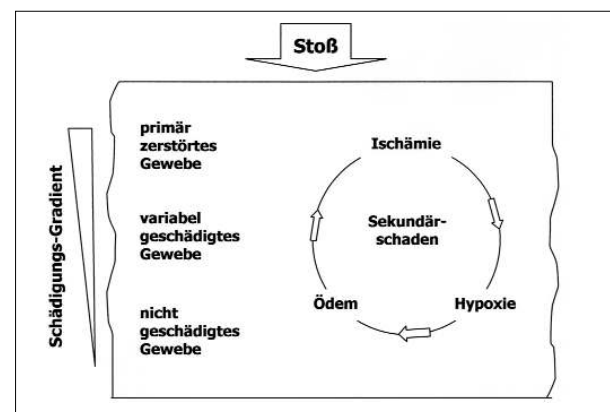 Stoß
Schädigungs-Gradient
primär
zerstörtes
Gewebe
variabel
geschädigtes
Gewebe
nicht
geschädigtes
Gewebe
Ischämie
Sekundär-
schaden
Ödem
Hypoxie